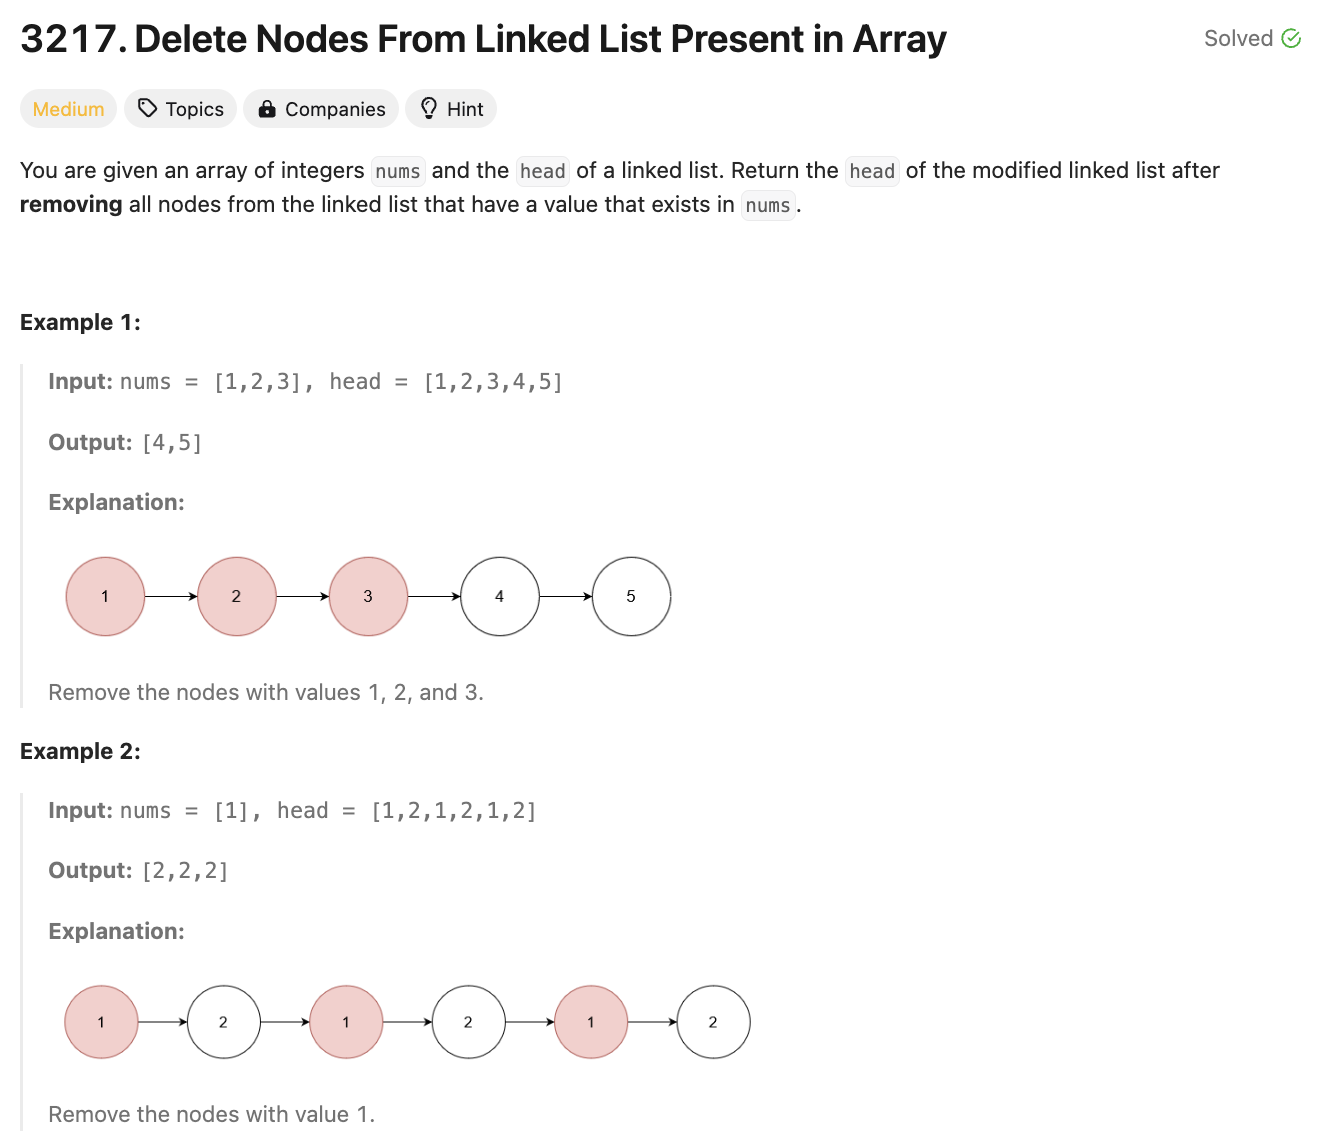 3217. Delete Nodes From Linked List Present in Array
Solved
Medium Topics Companies Hint
You are given an array of integers nums and the head of a linked list. Return the head of the modified linked list after
removing all nodes from the linked list that have a value that exists in nums.
Example 1:
Input: nums = [1,2,3], head = [1,2,3,4,5]
Output: [4,5]
Explanation:
1 2 3 4 5
Remove the nodes with values 1, 2, and 3.
Example 2:
Input: nums = [1], head = [1,2,1,2,1,2]
Output: [2,2,2]
Explanation:
1 2 1 2 1 2
Remove the nodes with value 1.